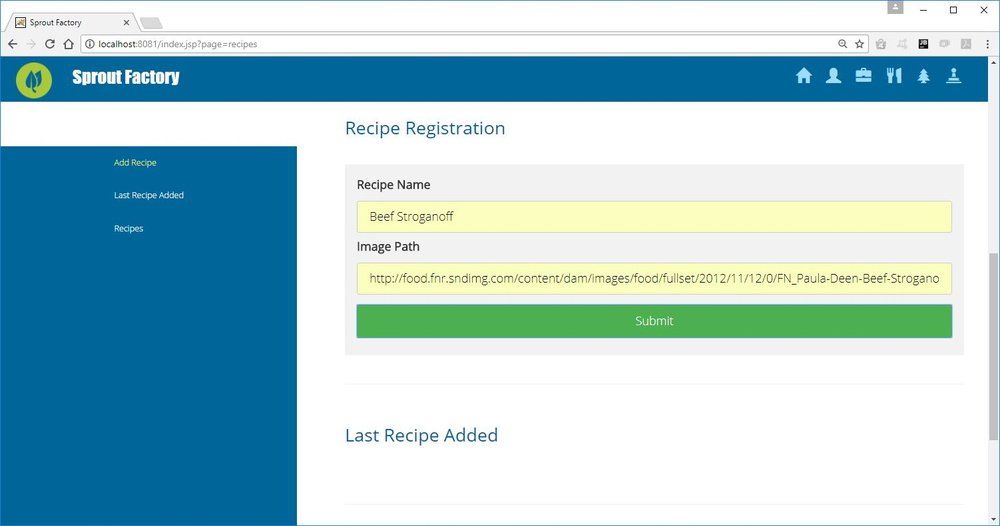 Sprout Factory
localhost:8081/index.jsp?page=recipes
JB
Sprout Factory
Recipe Registration
Add Recipe
Last Recipe Added
Recipes
Recipe Name
Beef Stroganoff
Image Path
http://food.fnr.sndimg.com/content/dam/images/food/fullset/2012/11/12/0/FN_Paula-Deen-Beef-Strogano
Submit
Last Recipe Added